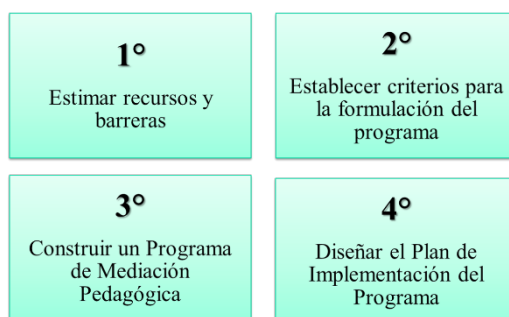 1°
Estimar recursos y
barreras
2°
Establecer criterios para
la formulación del
programa
3°
Construir un Programa
de Mediación
Pedagógica
4°
Diseñar el Plan de
Implementación del
Programa